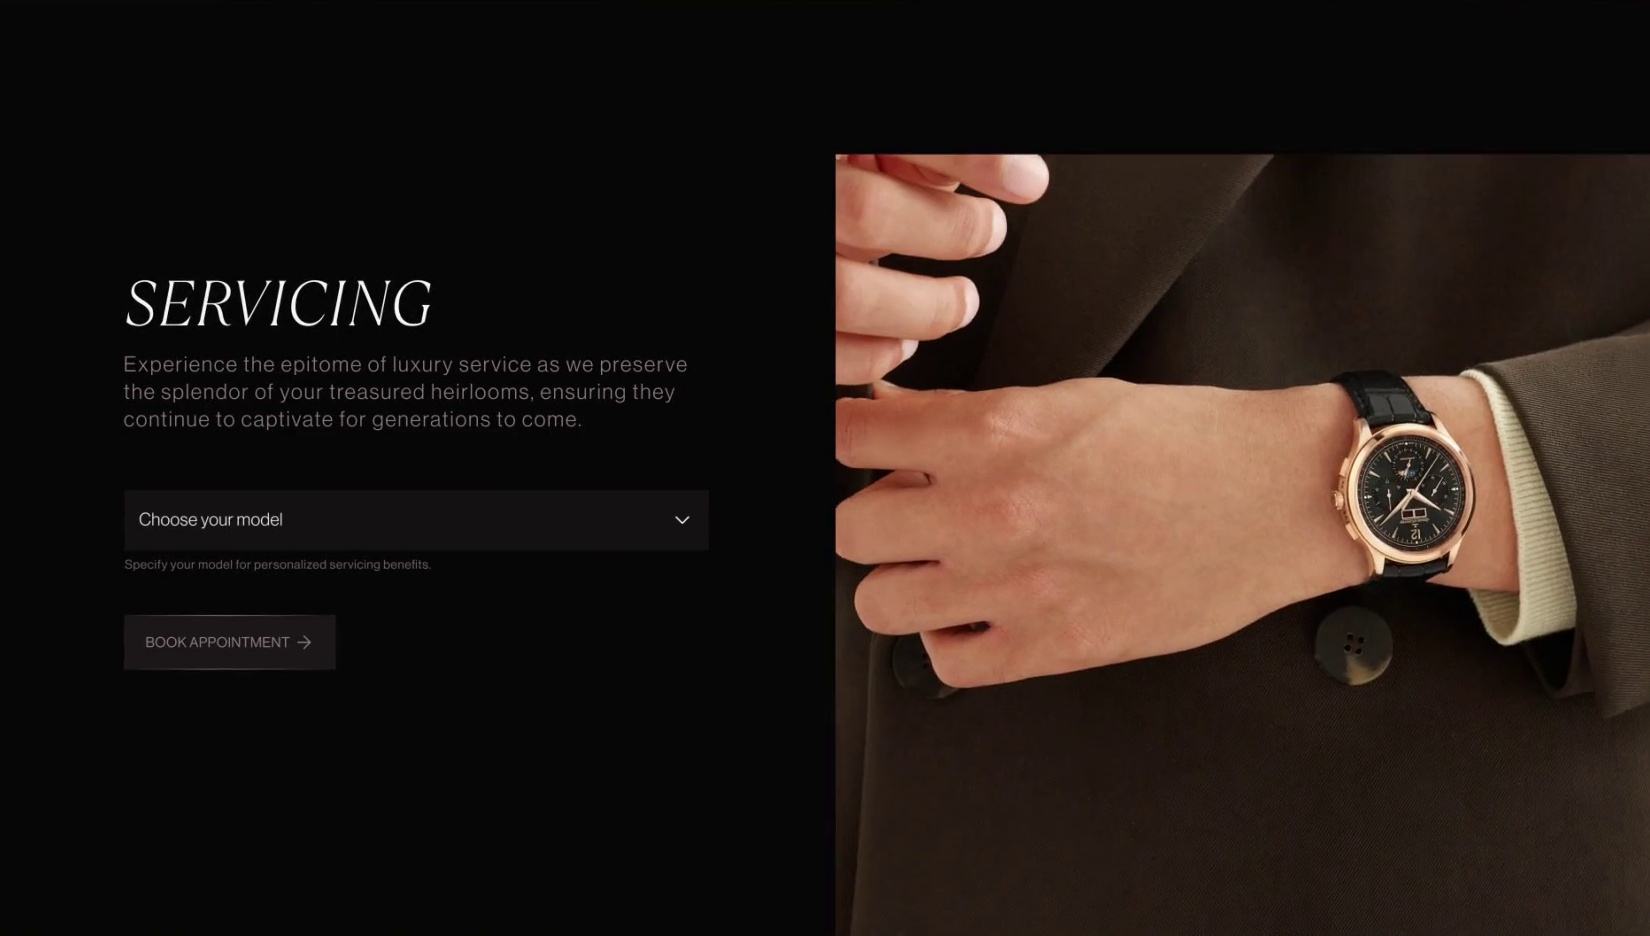 SERVICING
Experience the epitome of luxury service as we preserve
the splendor of your treasured heirlooms, ensuring they
continue to captivate for generations to come.
Choose your model
Specify your model for personalized servicing benefits.
BOOK APPOINTMENT
12